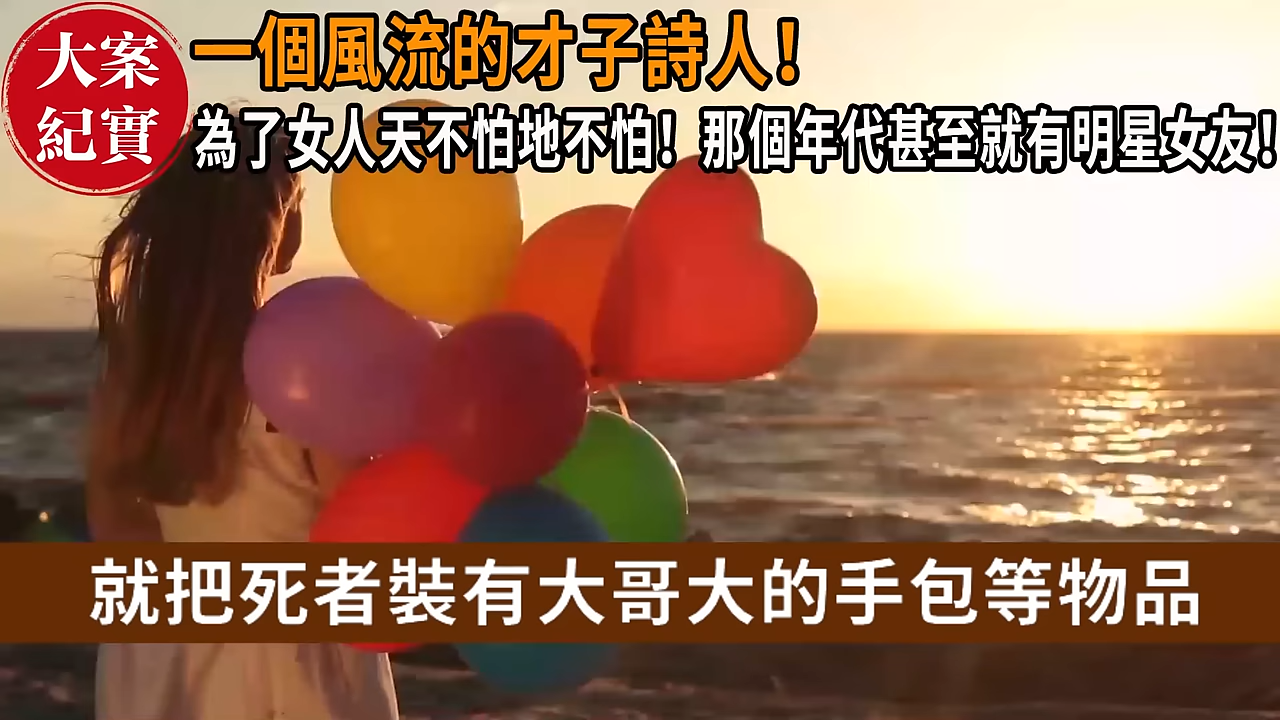 大案
紀實
一個風流的才子詩人！
為了女人天不怕地不怕！那個年代甚至就有明星女友！
就把死者裝有大哥大的手包等物品